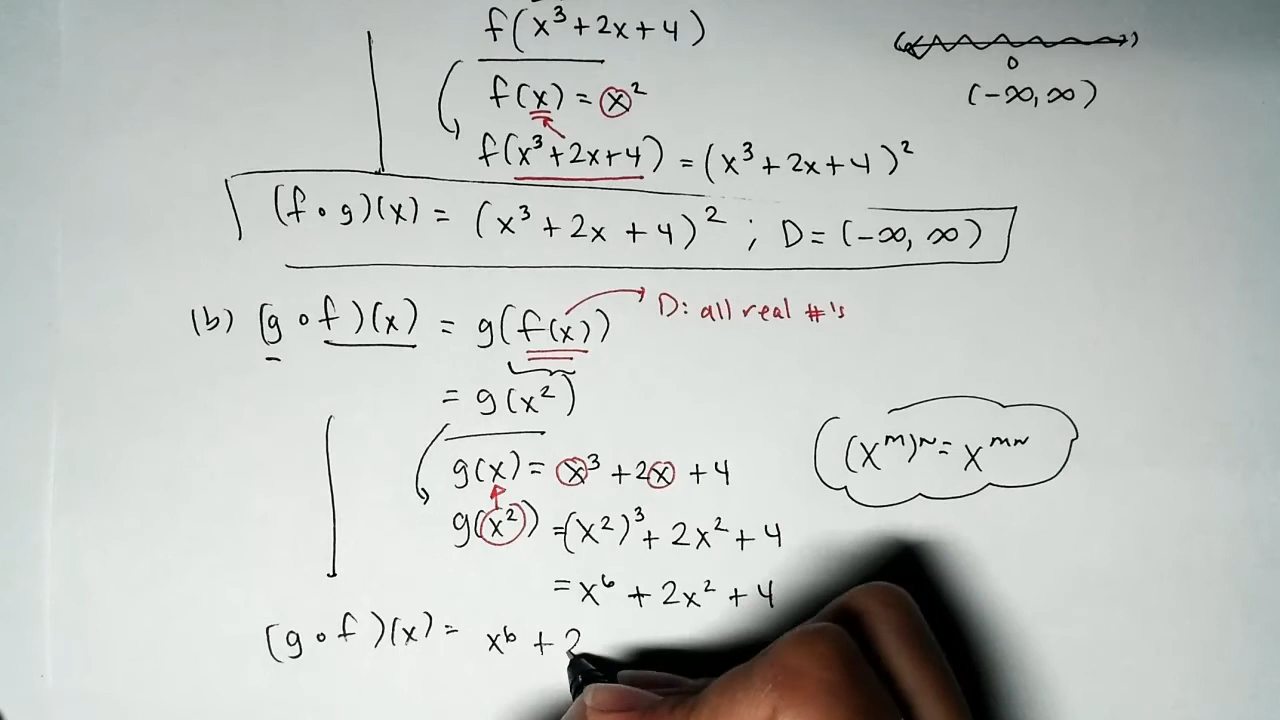 f(x³+2x+4)
0
(-∞,∞)
f(x) = x²
f(x³+2x+4) = (x³+2x+4)²
(f∘g)(x) = (x³+2x+4)² ; D=(-∞,∞)
(b) (g∘f)(x) = g(f(x))
D: all real #'s
= g(x²)
g(x) = x³ + 2x + 4
(xᵐ)ᴺ = xᵐᴺ
g(x²) = (x²)³ + 2x² + 4
= x⁶ + 2x² + 4
(g∘f)(x) = x⁶ + 2